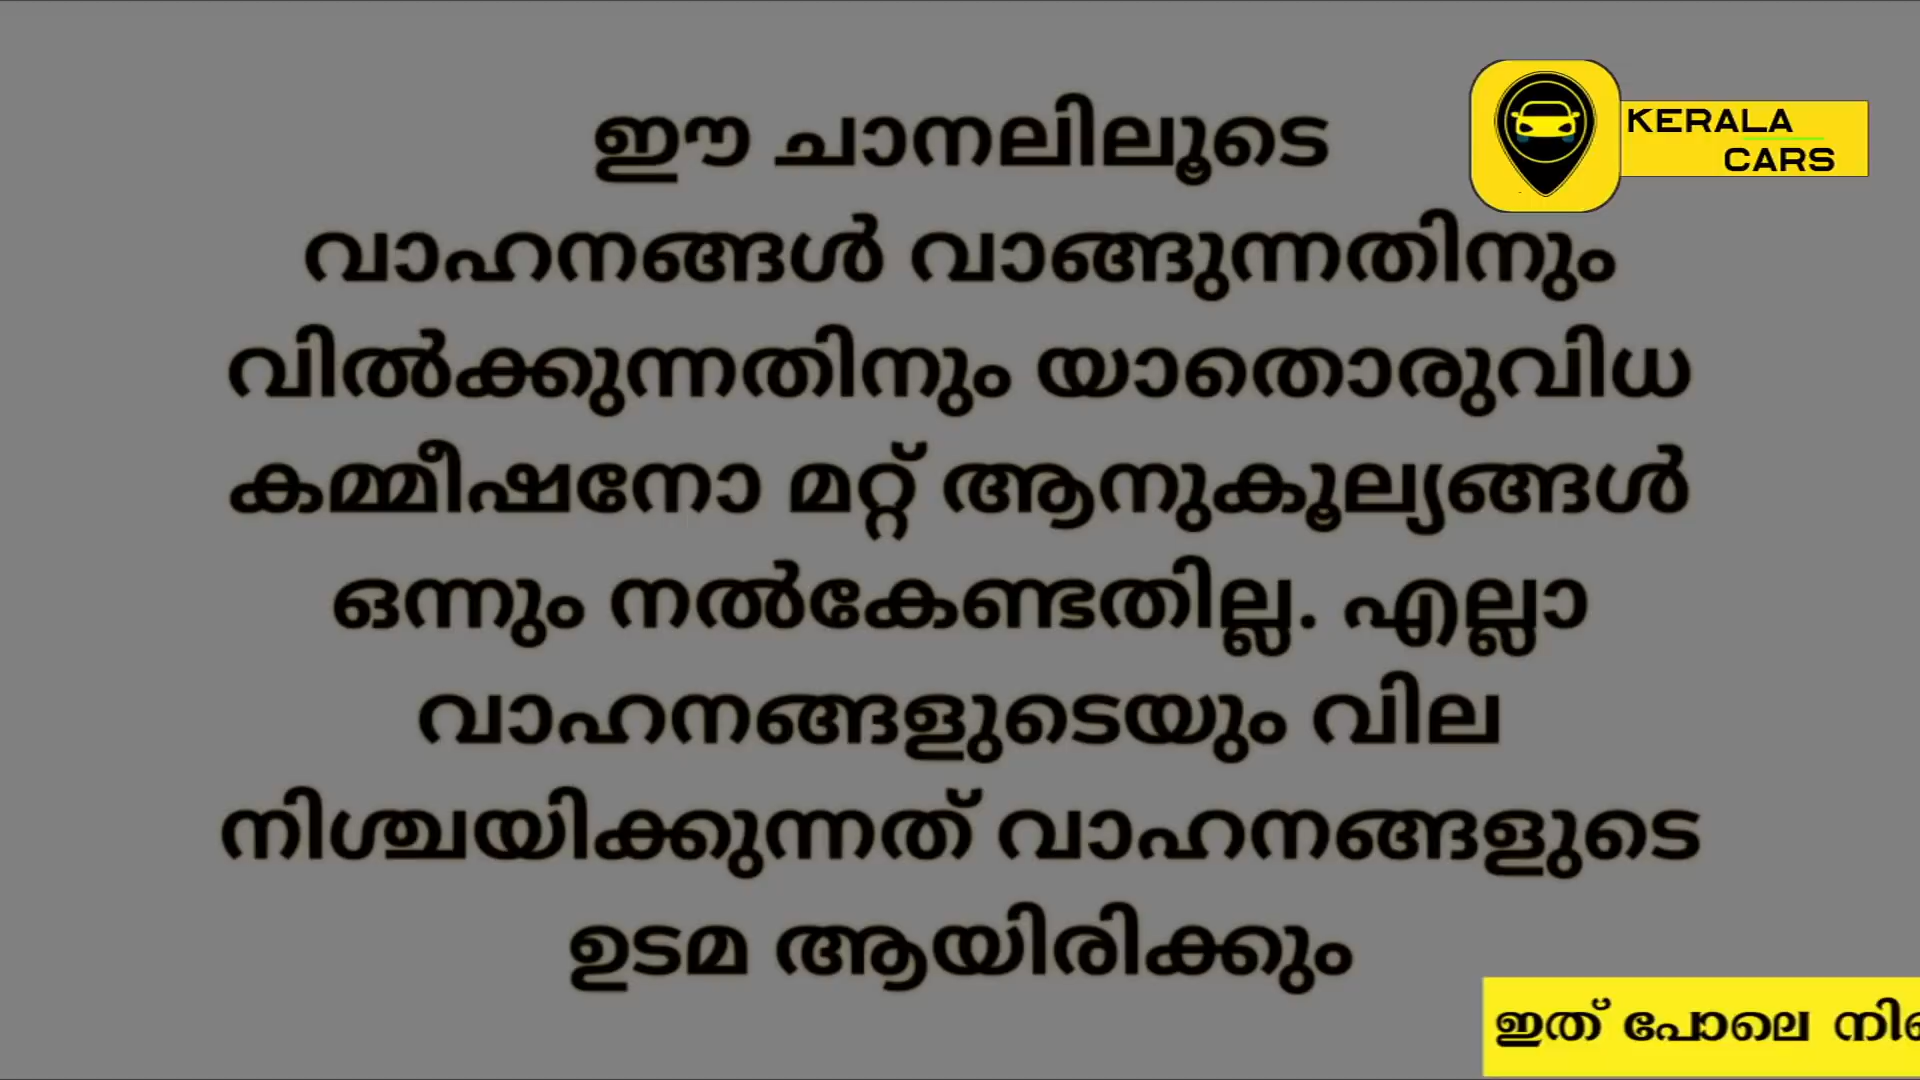 ഈ ചാനലിലൂടെ
KERALA
CARS
വാഹനങ്ങൾ വാങ്ങുന്നതിനും
വിൽക്കുന്നതിനും യാതൊരുവിധ
കമ്മീഷനോ മറ്റ് ആനുകൂല്യങ്ങൾ
ഒന്നും നൽകേണ്ടതില്ല. എല്ലാ
വാഹനങ്ങളുടെയും വില
നിശ്ചയിക്കുന്നത് വാഹനങ്ങളുടെ
ഉടമ ആയിരിക്കും
ഇത് പോലെ